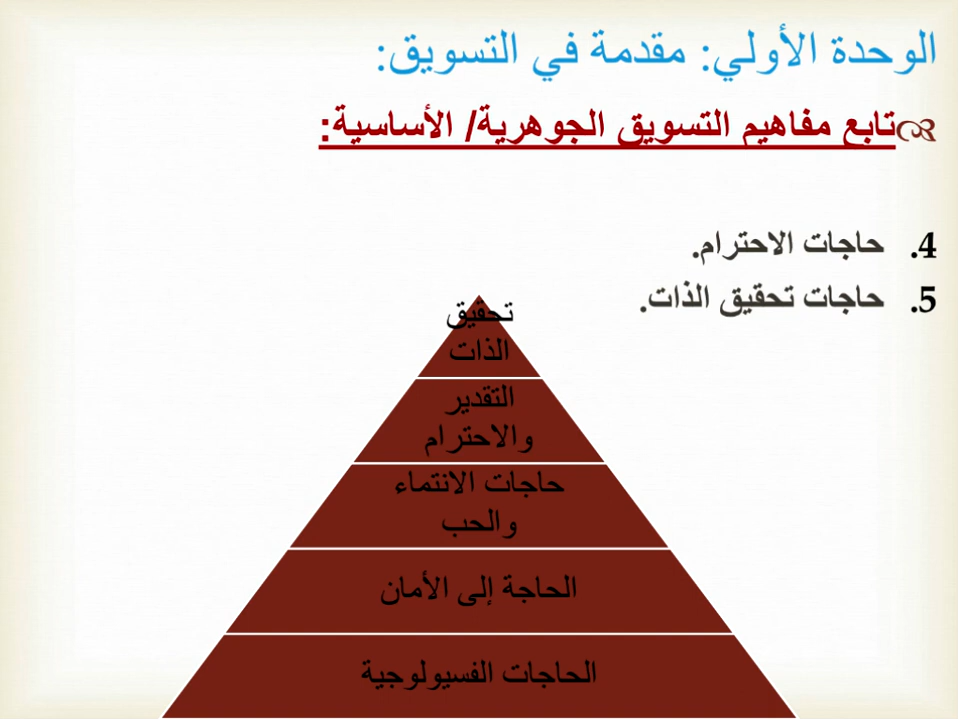 الوحدة الأولي: مقدمة في التسويق:
تابع مفاهيم التسويق الجوهرية/ الأساسية:
4. حاجات الاحترام.
5. حاجات تحقيق الذات.
تحقيق
الذات
التقدير
والاحترام
حاجات الانتماء
والحب
الحاجة إلى الأمان
الحاجات الفسيولوجية